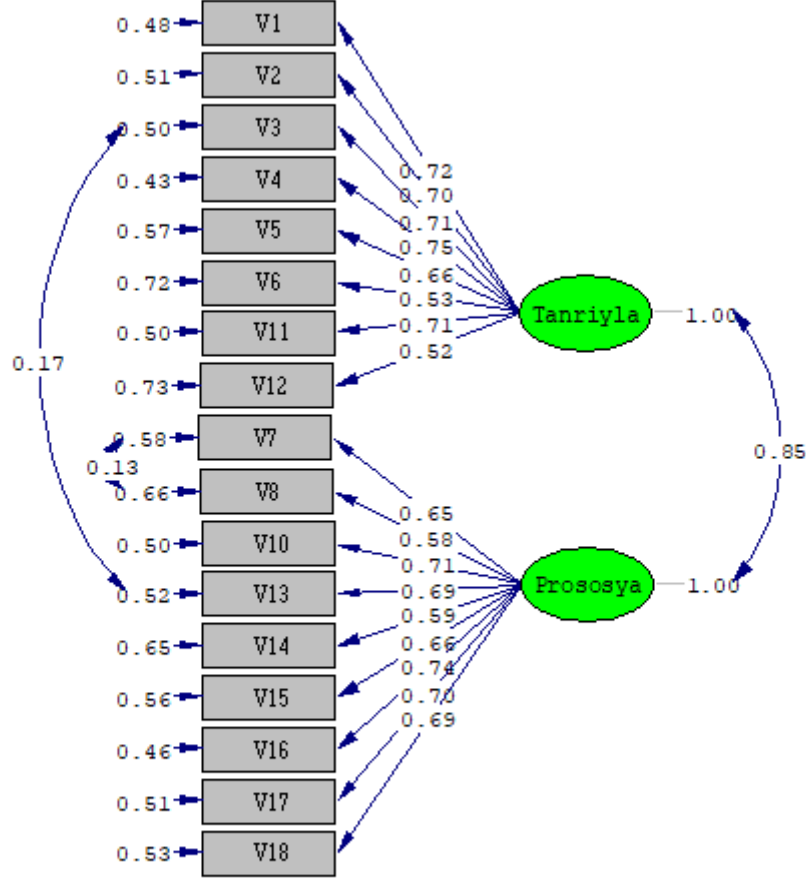 0.48 V1
0.51 V2
0.50 V3
0.43 V4
0.57 V5
0.72 V6
0.50 V11
0.73 V12
0.58 V7
0.66 V8
0.50 V10
0.52 V13
0.65 V14
0.56 V15
0.46 V16
0.51 V17
0.53 V18
0.17
0.13
0.72
0.70
0.71
0.75
0.66
0.53
0.71
0.52
0.65
0.58
0.71
0.69
0.59
0.66
0.74
0.70
0.69
Tanriyla 1.00
0.85
Prososya 1.00